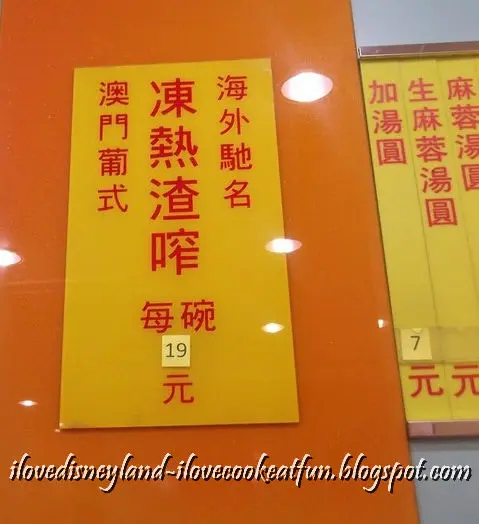 海外馳名
凍熱渣咋
澳門葡式
每碗
19
元
麻蓉湯
元
生麻蓉湯圓
元
加湯圓
7
ilovedisneyland-ilovecookeatfun.blogspot.com